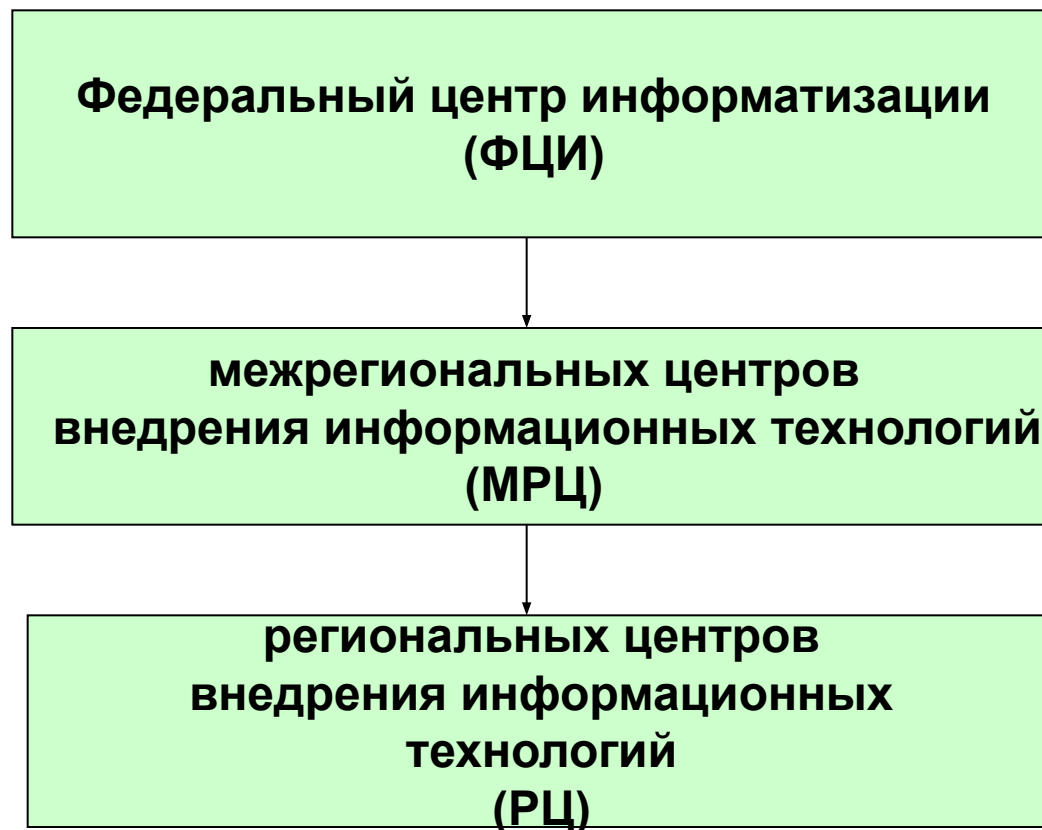 Федеральный центр информатизации
(ФЦИ)
межрегиональных центров
внедрения информационных технологий
(МРЦ)
региональных центров
внедрения информационных
технологий
(РЦ)